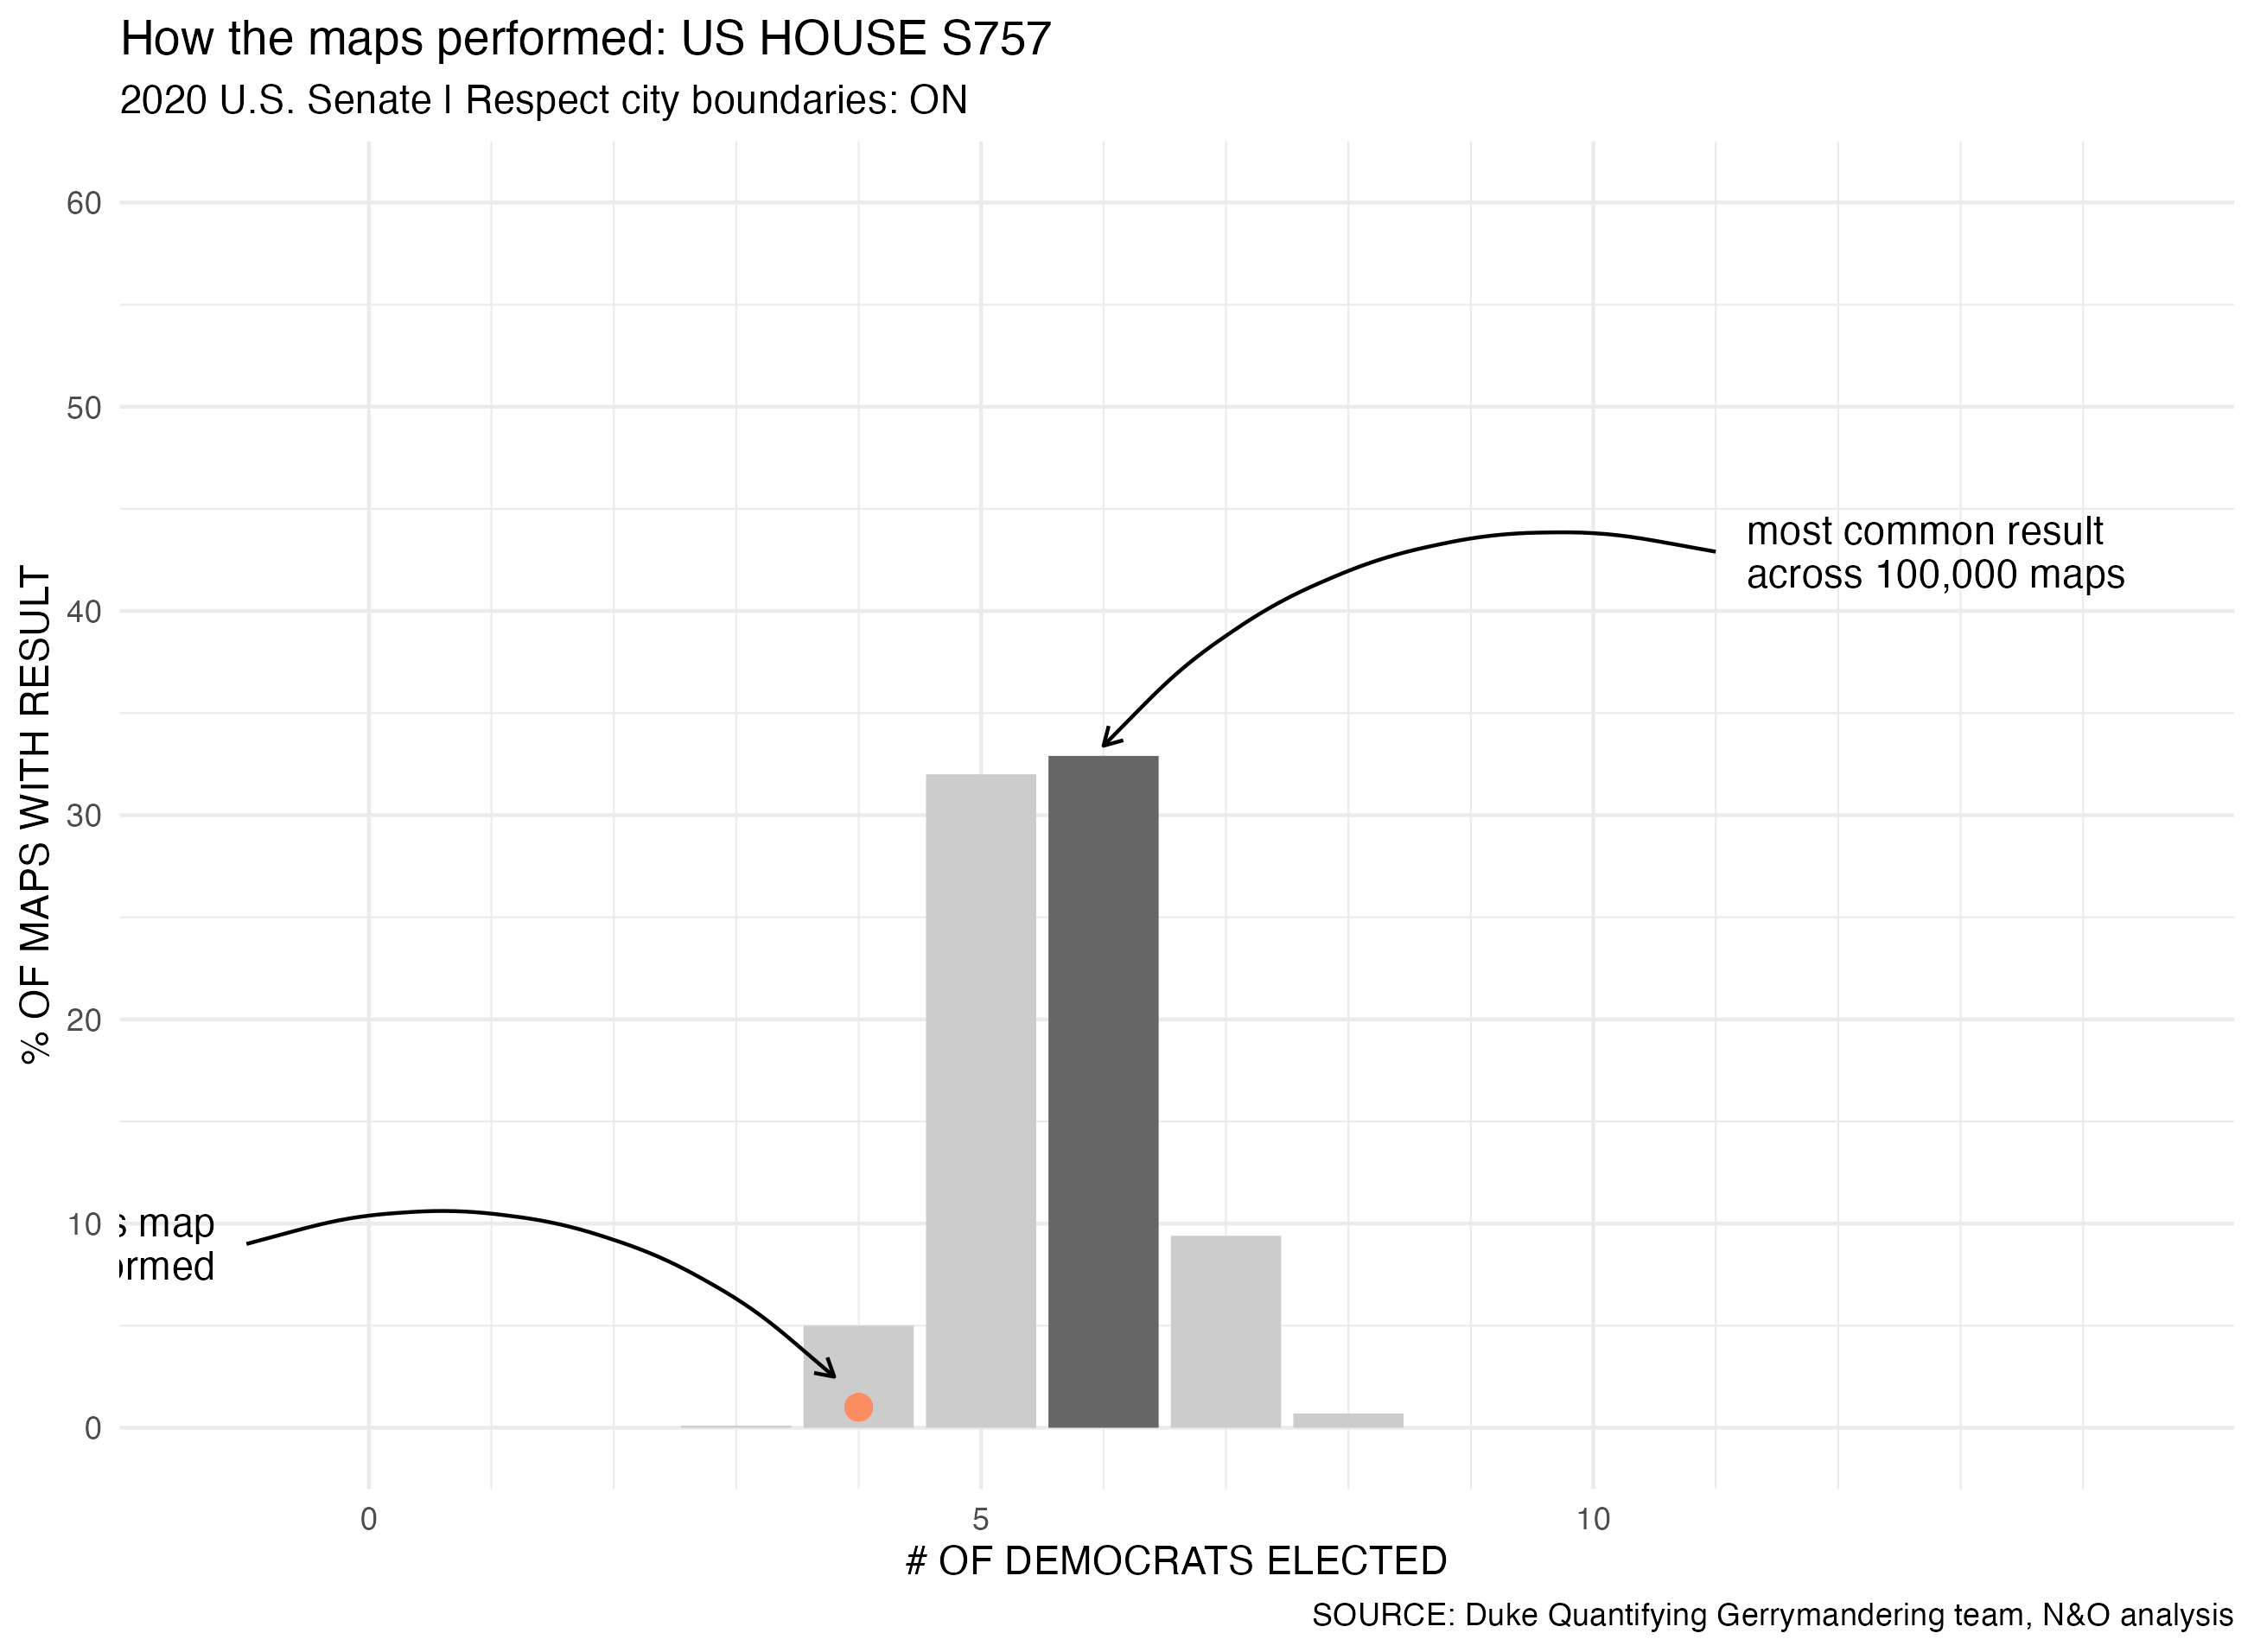 How the maps performed: US HOUSE S757
2020 U.S. Senate | Respect city boundaries: ON
60
50
40
30
20
10
0
% OF MAPS WITH RESULT
most common result
across 100,000 maps
s map
ormed
0 5 10
# OF DEMOCRATS ELECTED
SOURCE: Duke Quantifying Gerrymandering team, N&O analysis